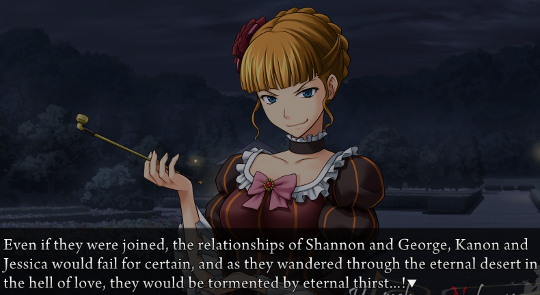 Even if they were joined, the relationships of Shannon and George, Kanon and
Jessica would fail for certain, and as they wandered through the eternal desert in
the hell of love, they would be tormented by eternal thirst...!▼